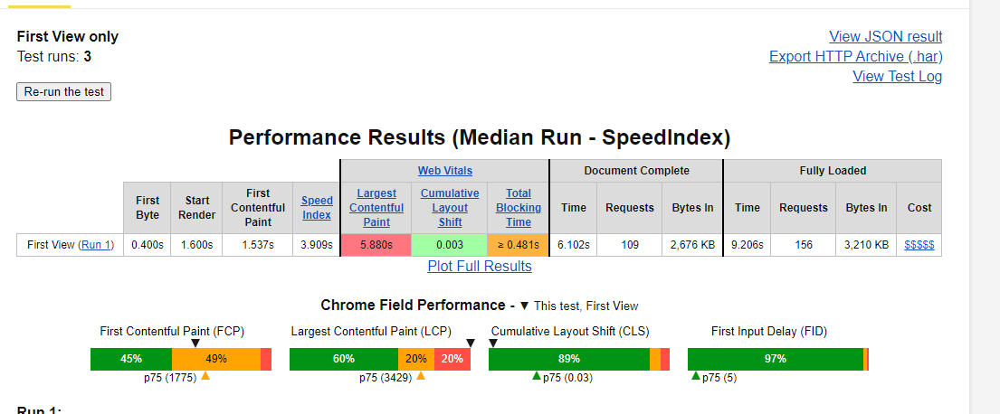 First View only
Test runs: 3
Re-run the test
View JSON result
Export HTTP Archive (.har)
View Test Log
Performance Results (Median Run - SpeedIndex)
Web Vitals Document Complete Fully Loaded
First Byte Start Render First Contentful Paint Speed Index Largest Contentful Paint Cumulative Layout Shift Total Blocking Time Time Requests Bytes In Time Requests Bytes In Cost
First View (Run 1) 0.400s 1.600s 1.537s 3.909s 5.880s 0.003 ≥ 0.481s 6.102s 109 2,676 KB 9.206s 156 3,210 KB $$$$$
Plot Full Results
Chrome Field Performance - ▼ This test, First View
First Contentful Paint (FCP) Largest Contentful Paint (LCP) Cumulative Layout Shift (CLS) First Input Delay (FID)
45% 49% 60% 20% 20% 89% 97%
p75 (1775) p75 (3429) p75 (0.03) p75 (5)
Run 1: